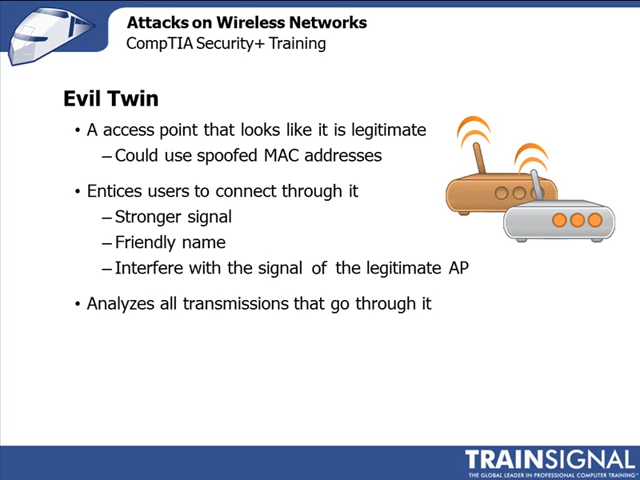 Attacks on Wireless Networks
CompTIA Security+ Training
Evil Twin
• A access point that looks like it is legitimate
– Could use spoofed MAC addresses
• Entices users to connect through it
– Stronger signal
– Friendly name
– Interfere with the signal of the legitimate AP
• Analyzes all transmissions that go through it
TRAINSIGNAL
THE GLOBAL LEADER IN PROFESSIONAL COMPUTER TRAINING™